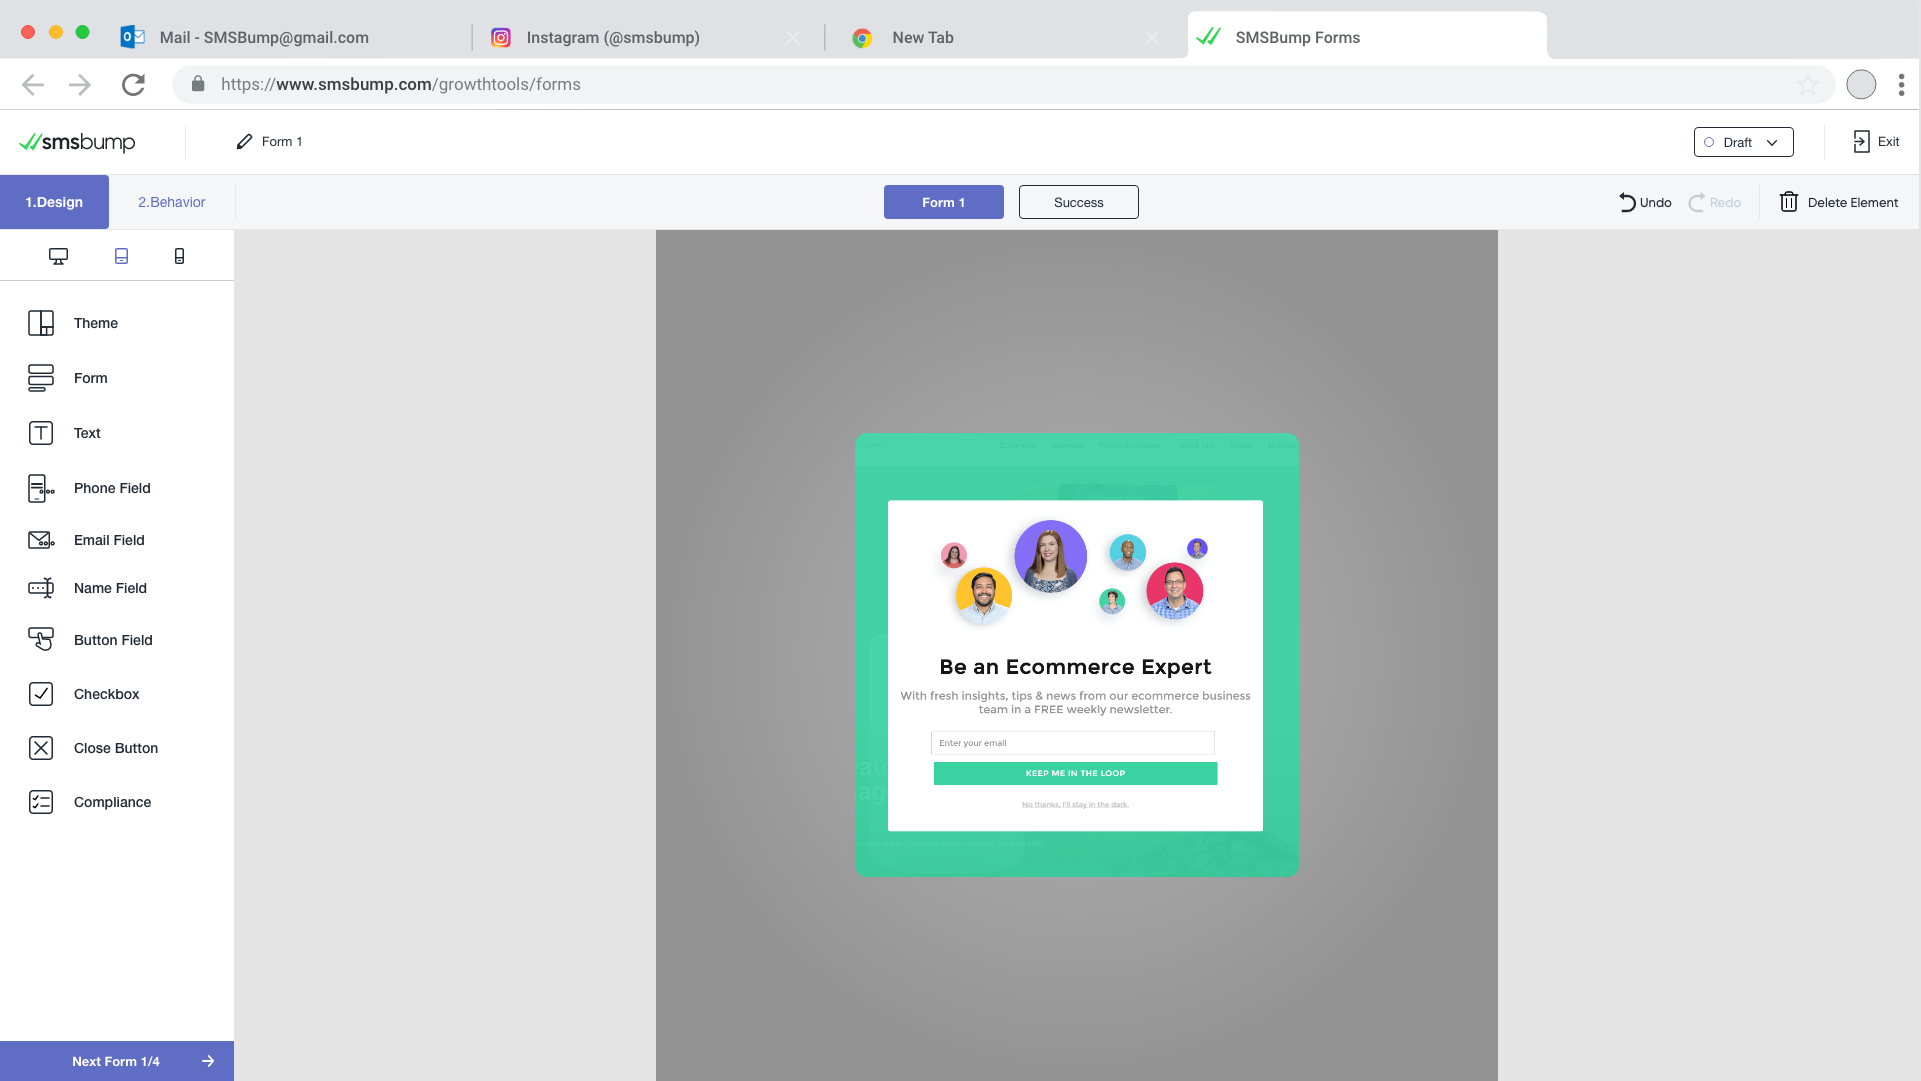 Mail - SMSBump@gmail.com
Instagram (@smsbump)
New Tab
SMSBump Forms
https://www.smsbump.com/growthtools/forms
smsbump
Form 1
Draft
Exit
1.Design
2.Behavior
Form 1
Success
Undo
Redo
Delete Element
Theme
Form
Text
Phone Field
Email Field
Name Field
Button Field
Checkbox
Close Button
Compliance
Next Form 1/4
Be an Ecommerce Expert
With fresh insights, tips & news from our ecommerce business
team in a FREE weekly newsletter.
Enter your email
KEEP ME IN THE LOOP
No thanks, I'll stay in the dark.